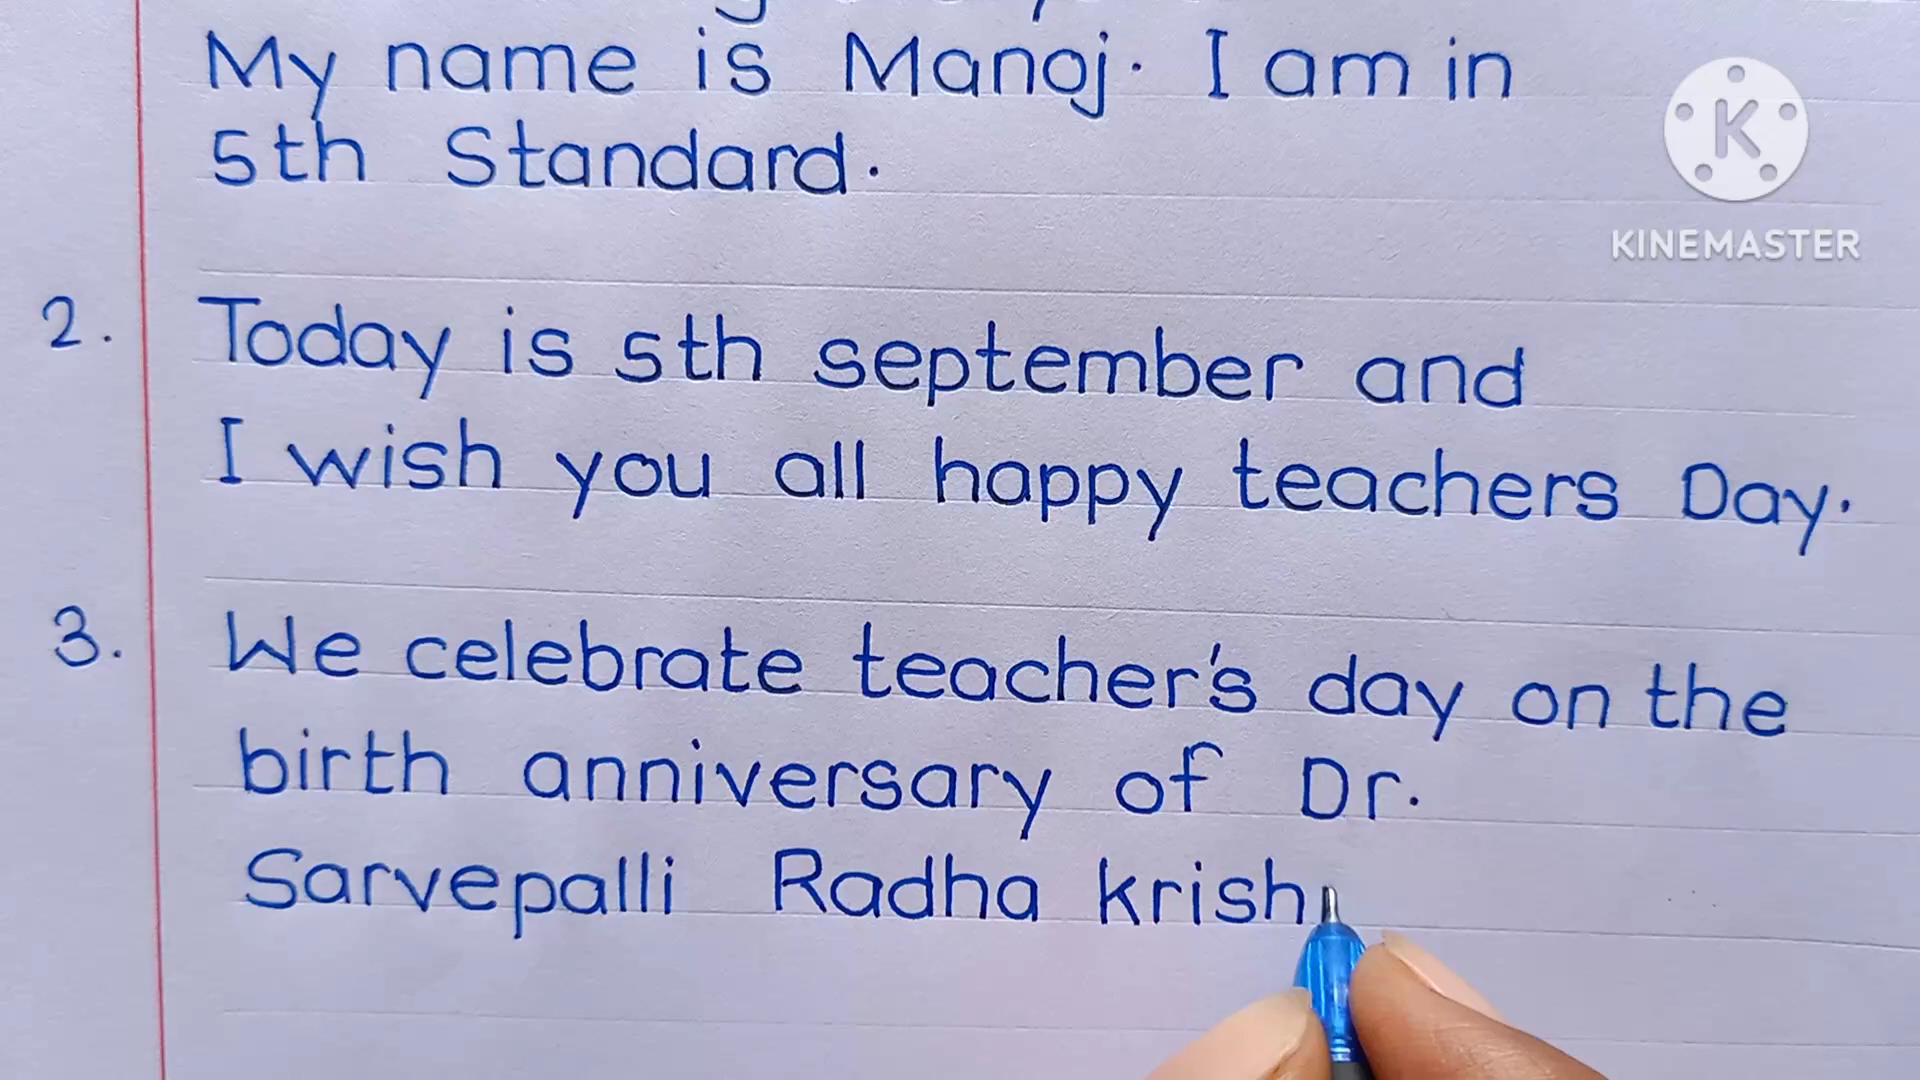 My name is Manoj. I am in
5th Standard.
2. Today is 5th september and
I wish you all happy teachers Day.
3. We celebrate teacher's day on the
birth anniversary of Dr.
Sarvepalli Radha krish
K
KINEMASTER